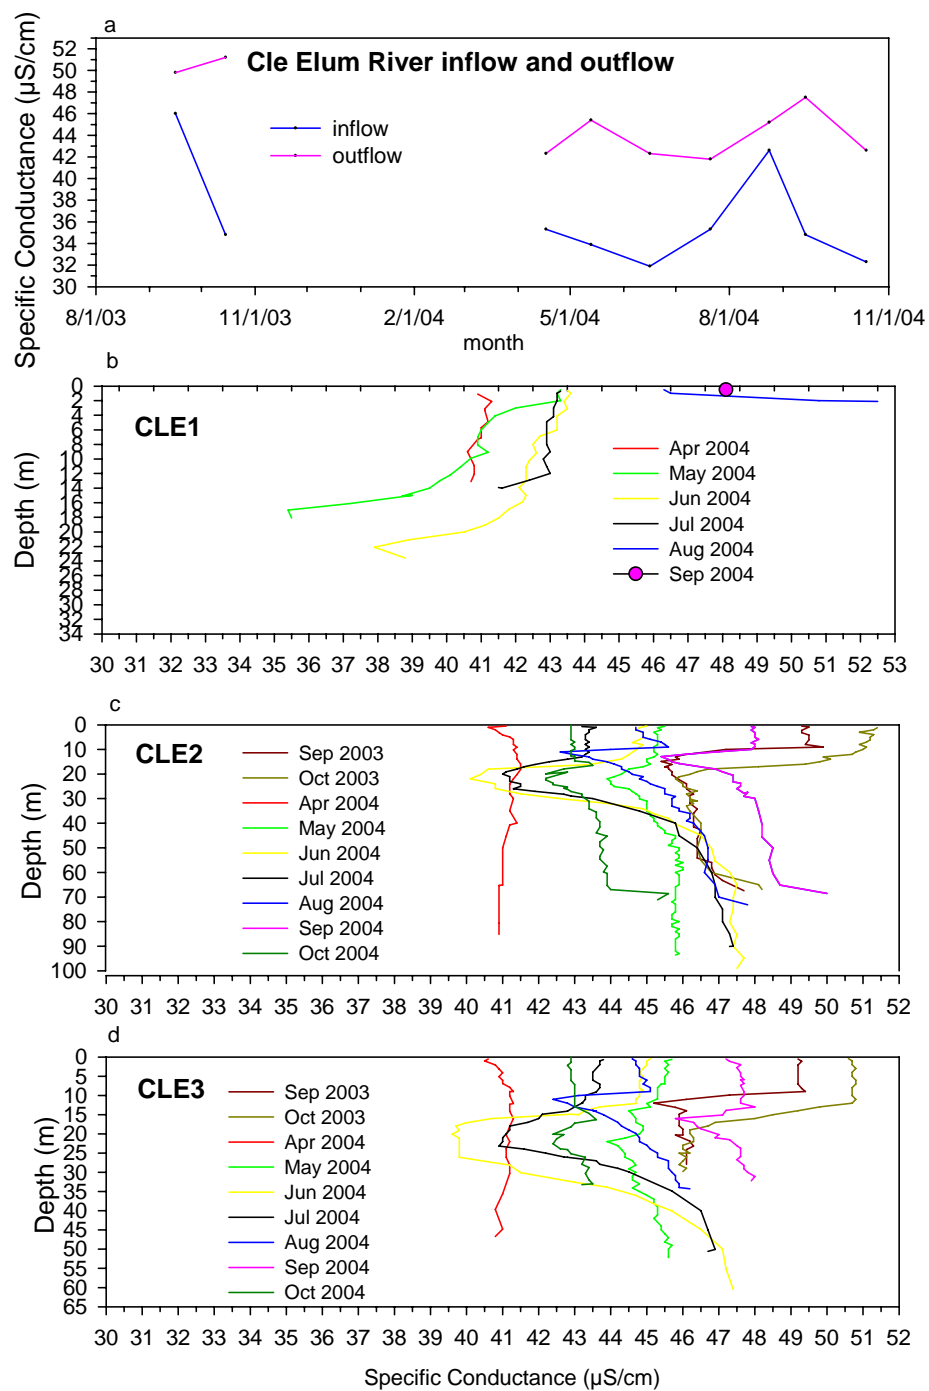 a
Cle Elum River inflow and outflow
Specific Conductance (µS/cm)
52
50
48
46
44
42
40
38
36
34
32
30
inflow
outflow
8/1/03 11/1/03 2/1/04 5/1/04 8/1/04 11/1/04
month
b
CLE1
Depth (m)
0
2
4
6
8
10
12
14
16
18
20
22
24
26
28
30
32
34
Apr 2004
May 2004
Jun 2004
Jul 2004
Aug 2004
Sep 2004
30 31 32 33 34 35 36 37 38 39 40 41 42 43 44 45 46 47 48 49 50 51 52 53
c
CLE2
Depth (m)
0
10
20
30
40
50
60
70
80
90
100
Sep 2003
Oct 2003
Apr 2004
May 2004
Jun 2004
Jul 2004
Aug 2004
Sep 2004
Oct 2004
30 31 32 33 34 35 36 37 38 39 40 41 42 43 44 45 46 47 48 49 50 51 52
d
CLE3
Depth (m)
0
5
10
15
20
25
30
35
40
45
50
55
60
65
Sep 2003
Oct 2003
Apr 2004
May 2004
Jun 2004
Jul 2004
Aug 2004
Sep 2004
Oct 2004
30 31 32 33 34 35 36 37 38 39 40 41 42 43 44 45 46 47 48 49 50 51 52
Specific Conductance (µS/cm)